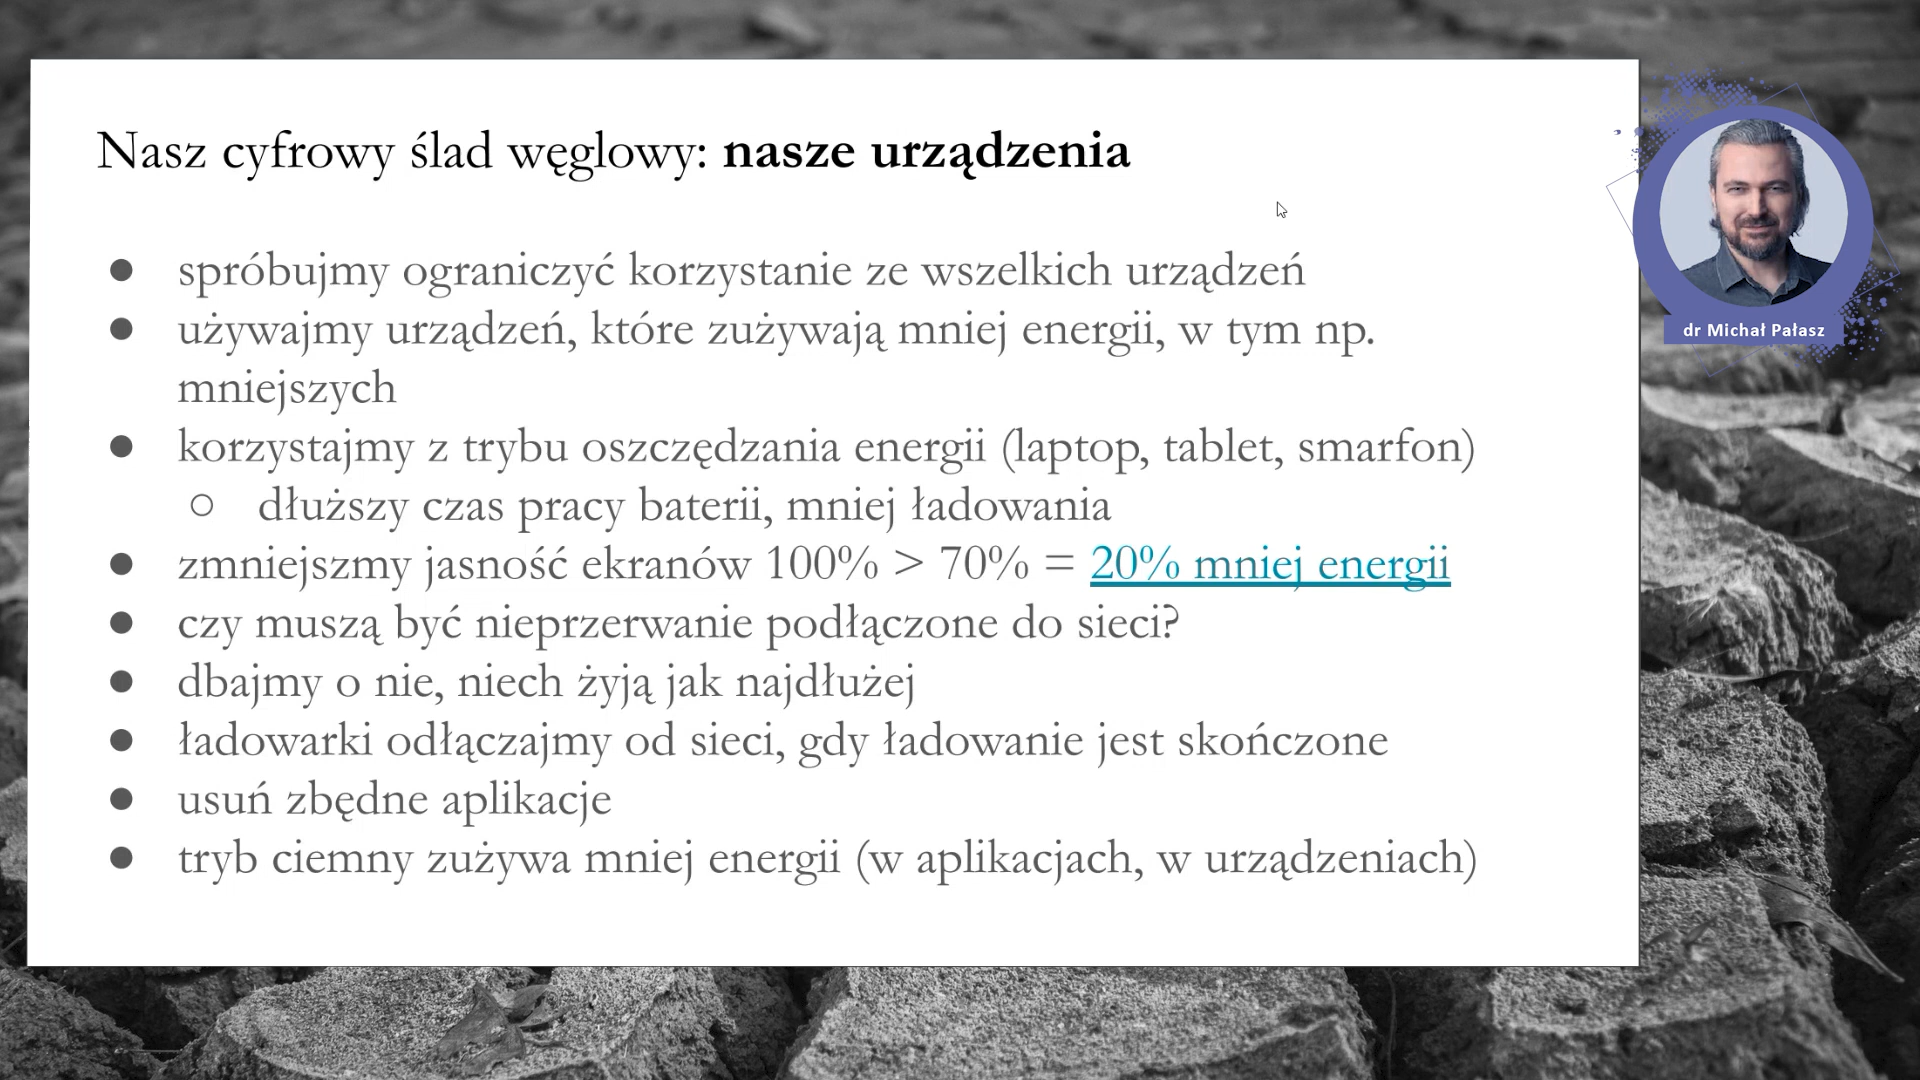 Nasz cyfrowy ślad węglowy: nasze urządzenia
● spróbujmy ograniczyć korzystanie ze wszelkich urządzeń
● używajmy urządzeń, które zużywają mniej energii, w tym np.
mniejszych
● korzystajmy z trybu oszczędzania energii (laptop, tablet, smarfon)
○ dłuższy czas pracy baterii, mniej ładowania
● zmniejszmy jasność ekranów 100% > 70% = 20% mniej energii
● czy muszą być nieprzerwanie podłączone do sieci?
● dbajmy o nie, niech żyją jak najdłużej
● ładowarki odłączajmy od sieci, gdy ładowanie jest skończone
● usuń zbędne aplikacje
● tryb ciemny zużywa mniej energii (w aplikacjach, w urządzeniach)
dr Michał Pałasz